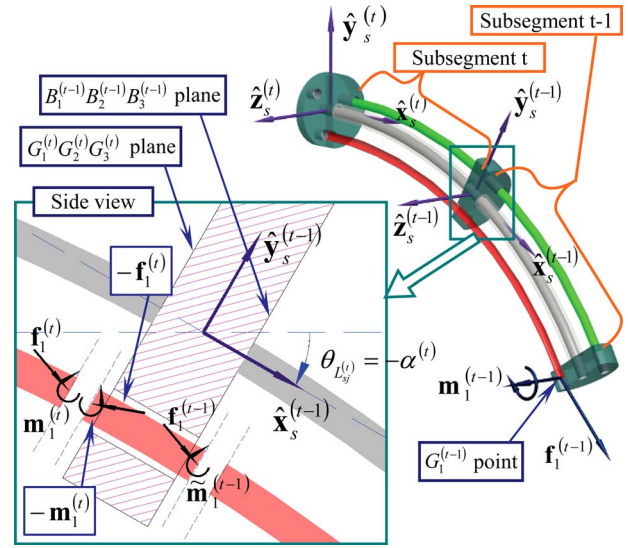 ŷ_s^(t)
Subsegment t-1
Subsegment t
B_1^(t-1) B_2^(t-1) B_3^(t-1) plane
ẑ_s^(t)
x̂_s^(t)
ŷ_s^(t-1)
G_1^(t) G_2^(t) G_3^(t) plane
Side view
ẑ_s^(t-1)
x̂_s^(t-1)
ŷ_s^(t-1)
−f_1^(t)
f_1^(t)
θ_{L_sj^(t)} = −α^(t)
m_1^(t-1)
x̂_s^(t-1)
m_1^(t)
f_1^(t-1)
G_1^(t-1) point
f_1^(t-1)
m̃_1^(t-1)
−m_1^(t)